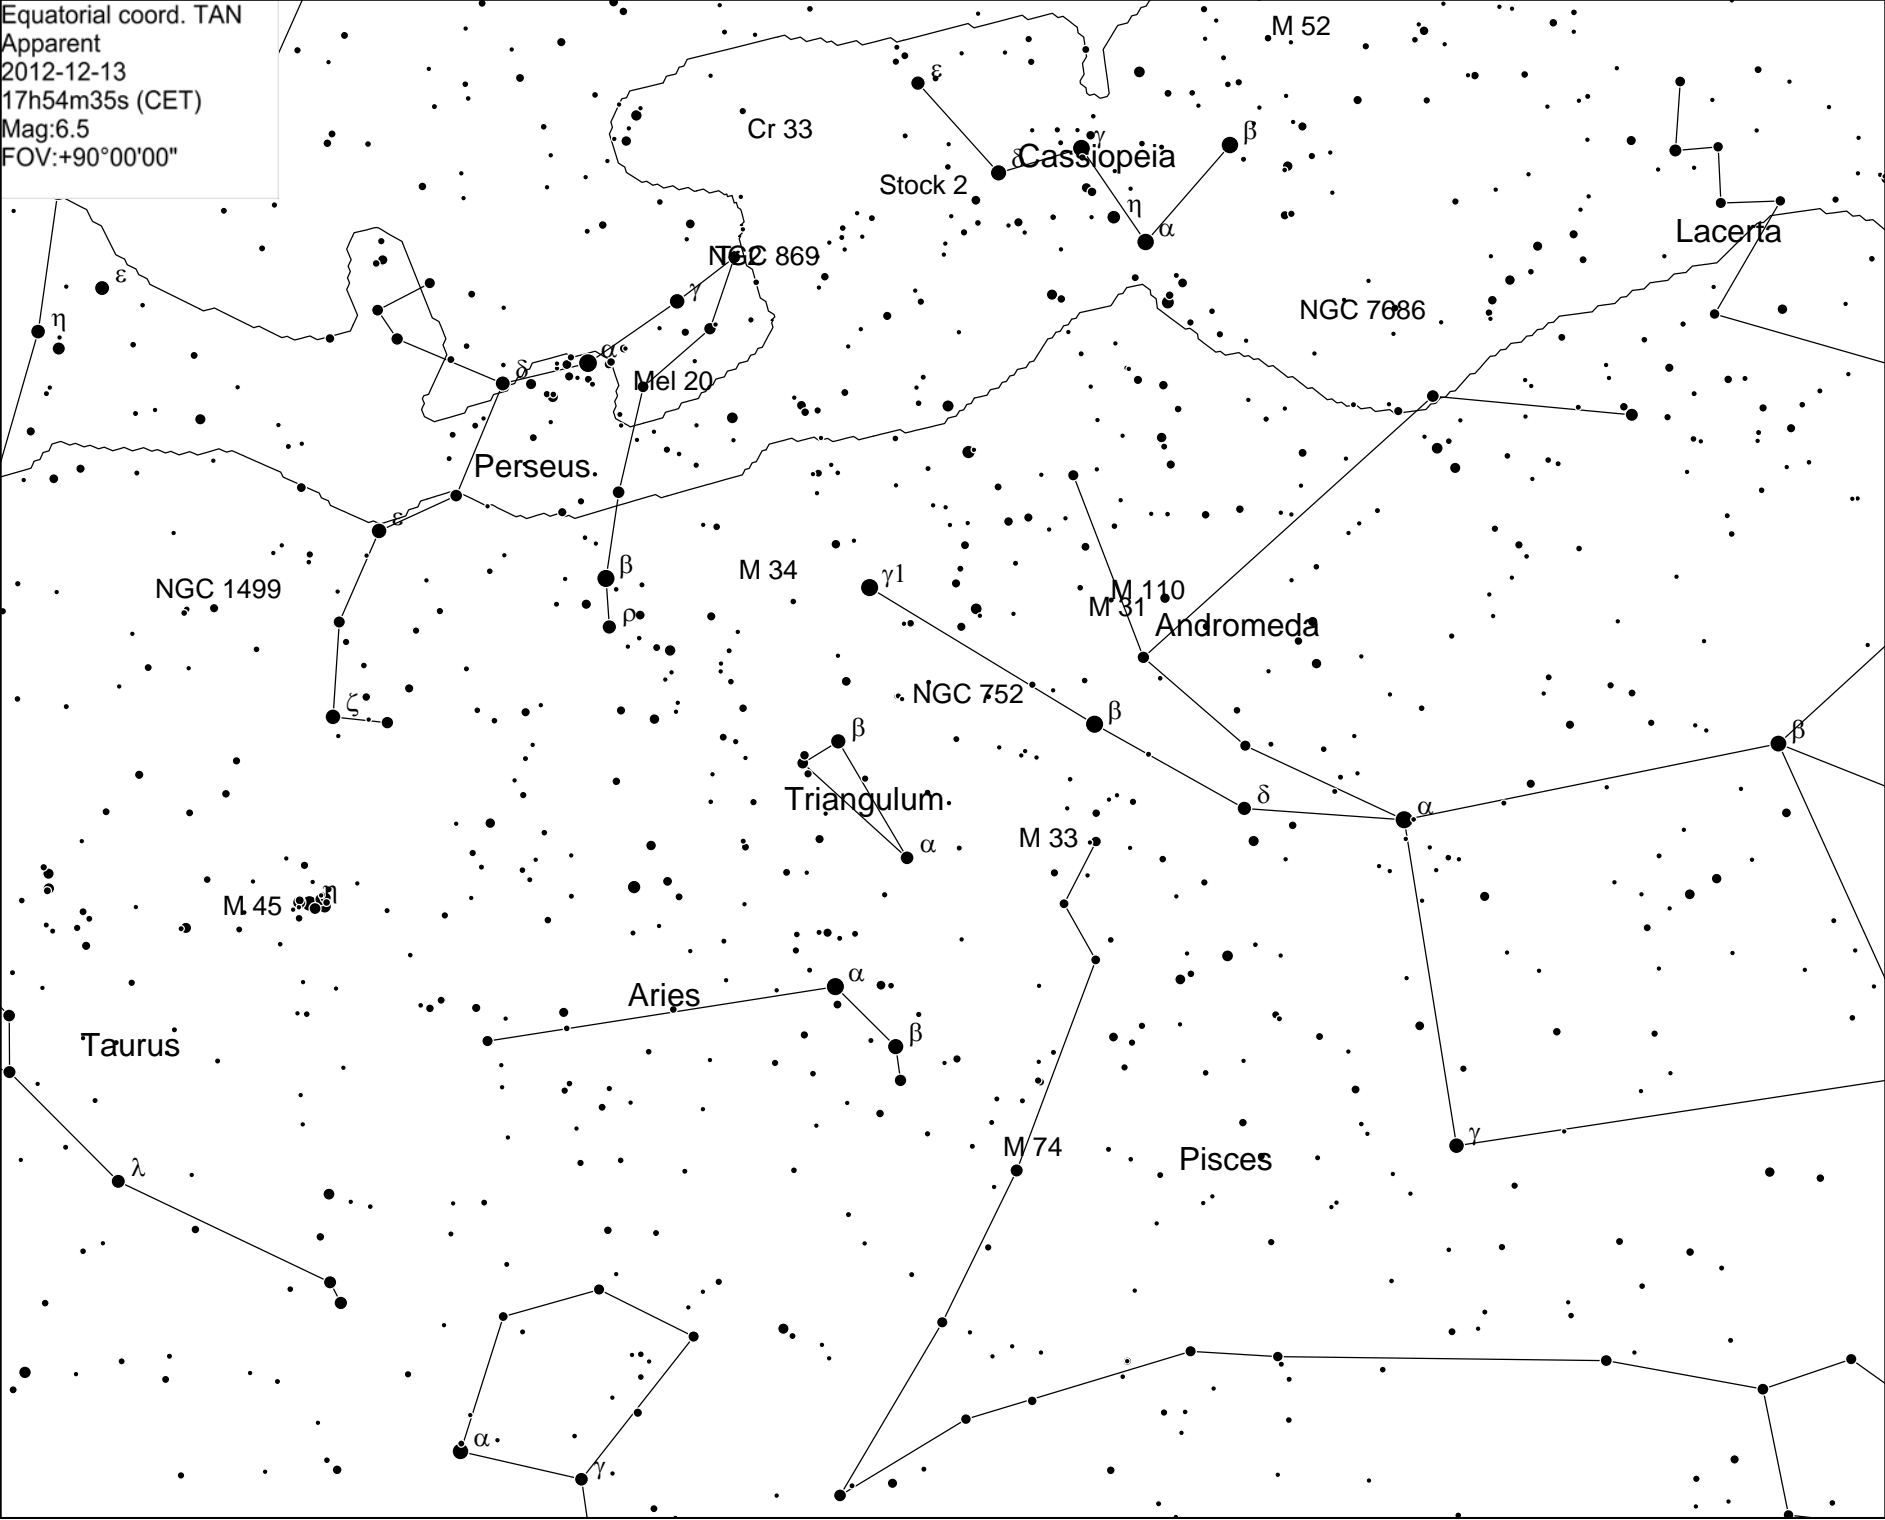 Equatorial coord. TAN
Apparent
2012-12-13
17h54m35s (CET)
Mag:6.5
FOV:+90°00'00"
M 52
ε
Cr 33
γ
β
δ
Cassiopeia
Stock 2
η
α
Lacerta
NGC 869
ε
γ
NGC 7686
η
α
δ
Mel 20
Perseus
ε
β
M 34
γ1
NGC 1499
M 110
M 31
ρ
Andromeda
ζ
NGC 752
β
β
β
Triangulum
δ
α
α
M 33
η
M 45
α
Aries
β
Taurus
γ
M 74
Pisces
λ
α
γ